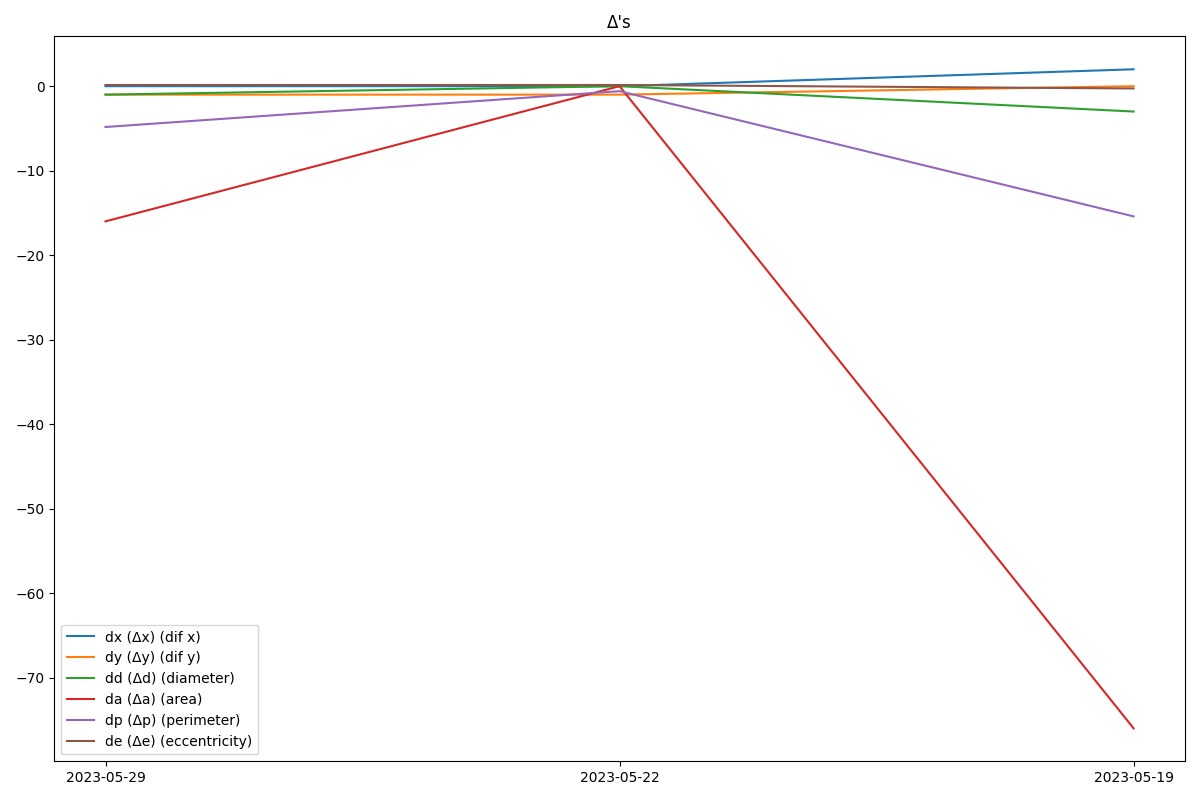 Δ's
0
−10
−20
−30
−40
−50
−60
−70
dx (Δx) (dif x)
dy (Δy) (dif y)
dd (Δd) (diameter)
da (Δa) (area)
dp (Δp) (perimeter)
de (Δe) (eccentricity)
2023-05-29 2023-05-22 2023-05-19